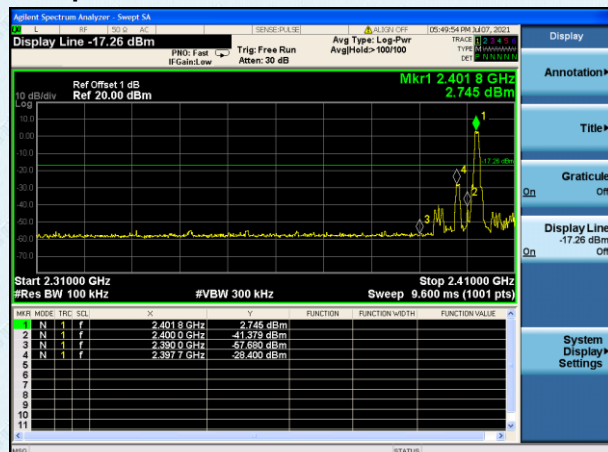 Agilent Spectrum Analyzer - Swept SA
L RF 50 Ω AC SENSE:PULSE ALIGN OFF 05:49:54 PM Jul 07, 2021
Display Line -17.26 dBm
PNO: Fast
IFGain:Low
Trig: Free Run
Atten: 30 dB
Avg Type: Log-Pwr
Avg|Hold:> 100/100
TRACE 1 2 3 4 5 6
TYPE M
DET P N N N N N
Ref Offset 1 dB
Ref 20.00 dBm
10 dB/div
Log
Mkr1 2.401 8 GHz
2.745 dBm
10.0
0.00
-10.0
-20.0
-30.0
-40.0
-50.0
-60.0
-70.0
-17.26 dBm
1
4
2
3
Start 2.31000 GHz
Stop 2.41000 GHz
#Res BW 100 kHz
#VBW 300 kHz
Sweep 9.600 ms (1001 pts)
MKR MODE TRC SCL X Y FUNCTION FUNCTION WIDTH FUNCTION VALUE
1 N 1 f 2.401 8 GHz 2.745 dBm
2 N 1 f 2.400 0 GHz -41.379 dBm
3 N 1 f 2.390 0 GHz -57.680 dBm
4 N 1 f 2.397 7 GHz -28.400 dBm
5
6
7
8
9
10
11
MSG STATUS
Display
Annotation
Title
Graticule
On Off
Display Line
-17.26 dBm
On Off
System
Display
Settings